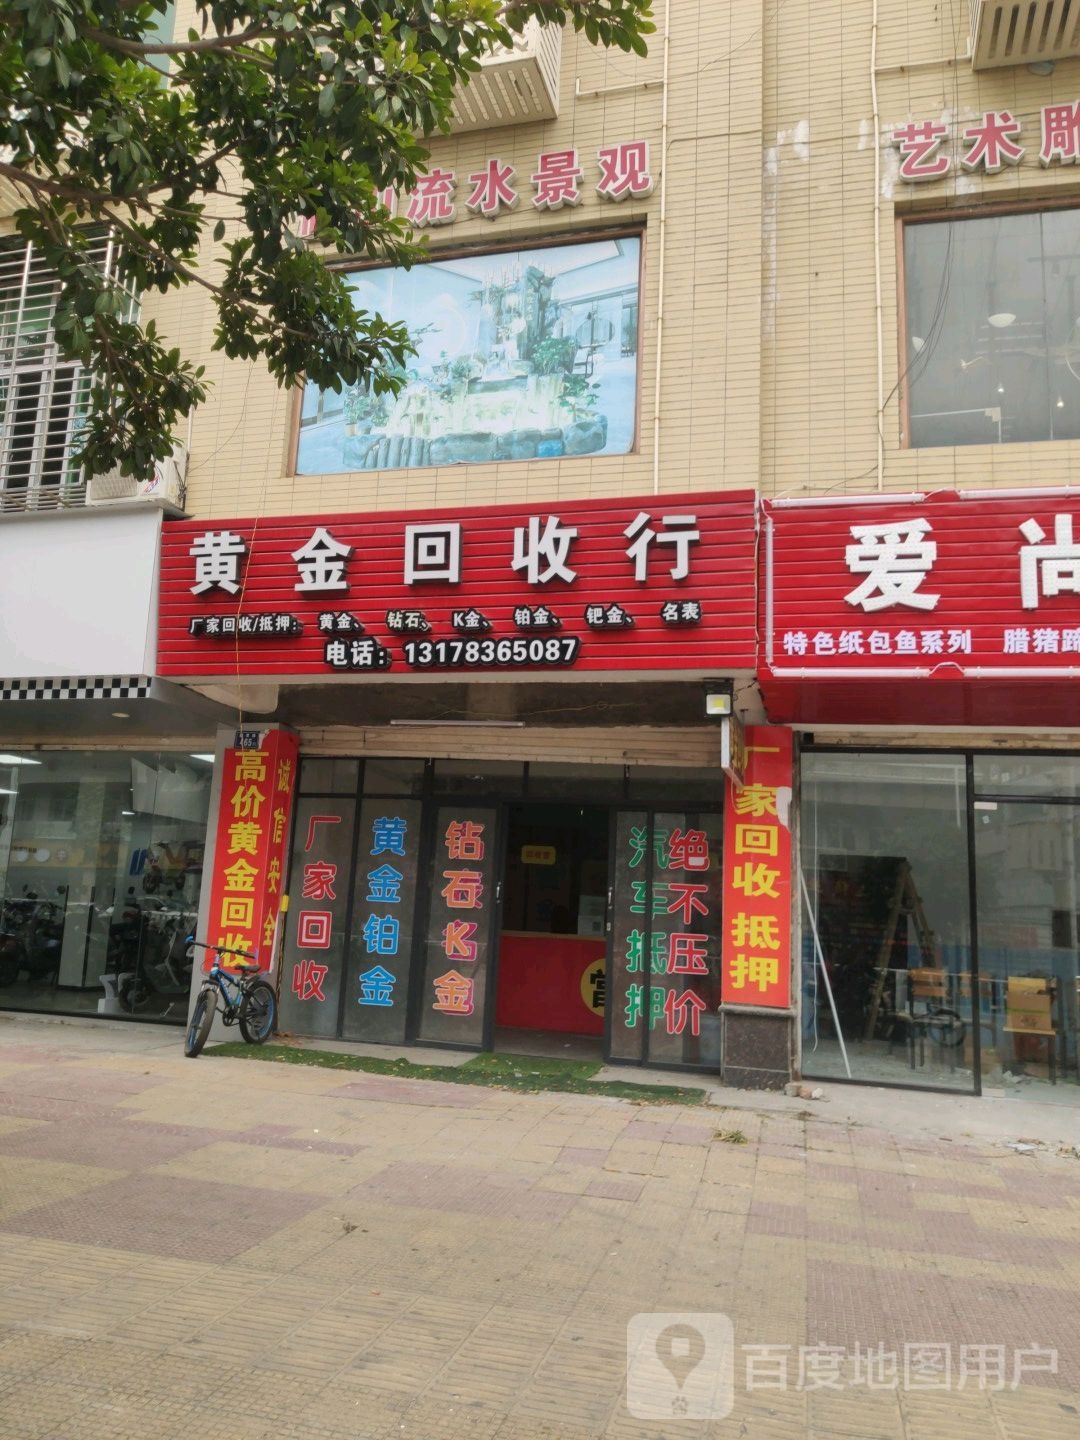 流水景观
艺术雕
黄金回收行
厂家回收/抵押：黄金、钻石、K金、铂金、钯金、名表
电话：13178365087
爱尚
特色纸包鱼系列 腊猪蹄
高价黄金回收
诚信安全
厂家回收
黄金铂金
钻石K金
汽车抵押
绝不压价
厂家回收 抵押
465
百度地图用户